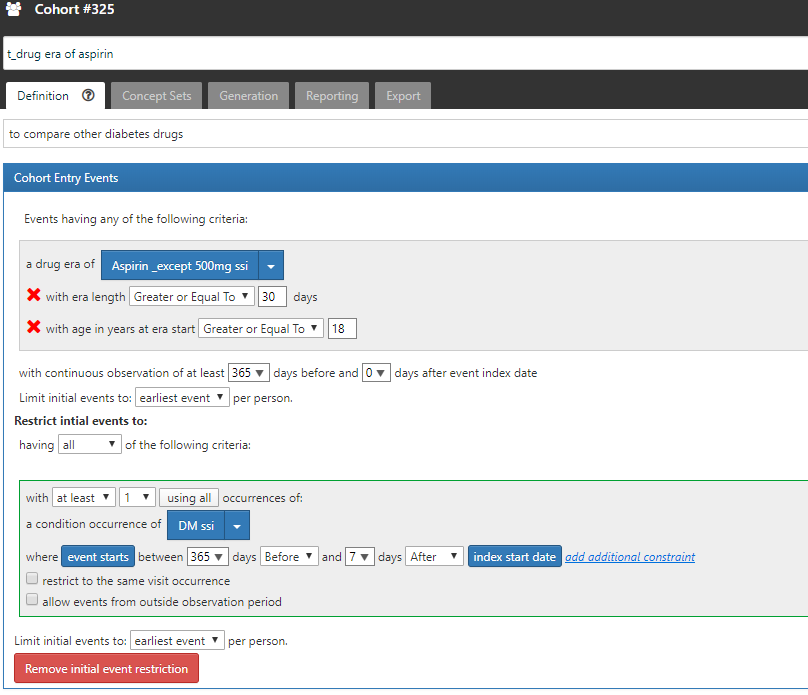 Cohort #325
t_drug era of aspirin
Definition ? Concept Sets Generation Reporting Export
to compare other diabetes drugs
Cohort Entry Events
Events having any of the following criteria:
a drug era of Aspirin _except 500mg ssi
with era length Greater or Equal To 30 days
with age in years at era start Greater or Equal To 18
with continuous observation of at least 365 days before and 0 days after event index date
Limit initial events to: earliest event per person.
Restrict intial events to:
having all of the following criteria:
with at least 1 using all occurrences of:
a condition occurrence of DM ssi
where event starts between 365 days Before and 7 days After index start date add additional constraint
restrict to the same visit occurrence
allow events from outside observation period
Limit initial events to: earliest event per person.
Remove initial event restriction